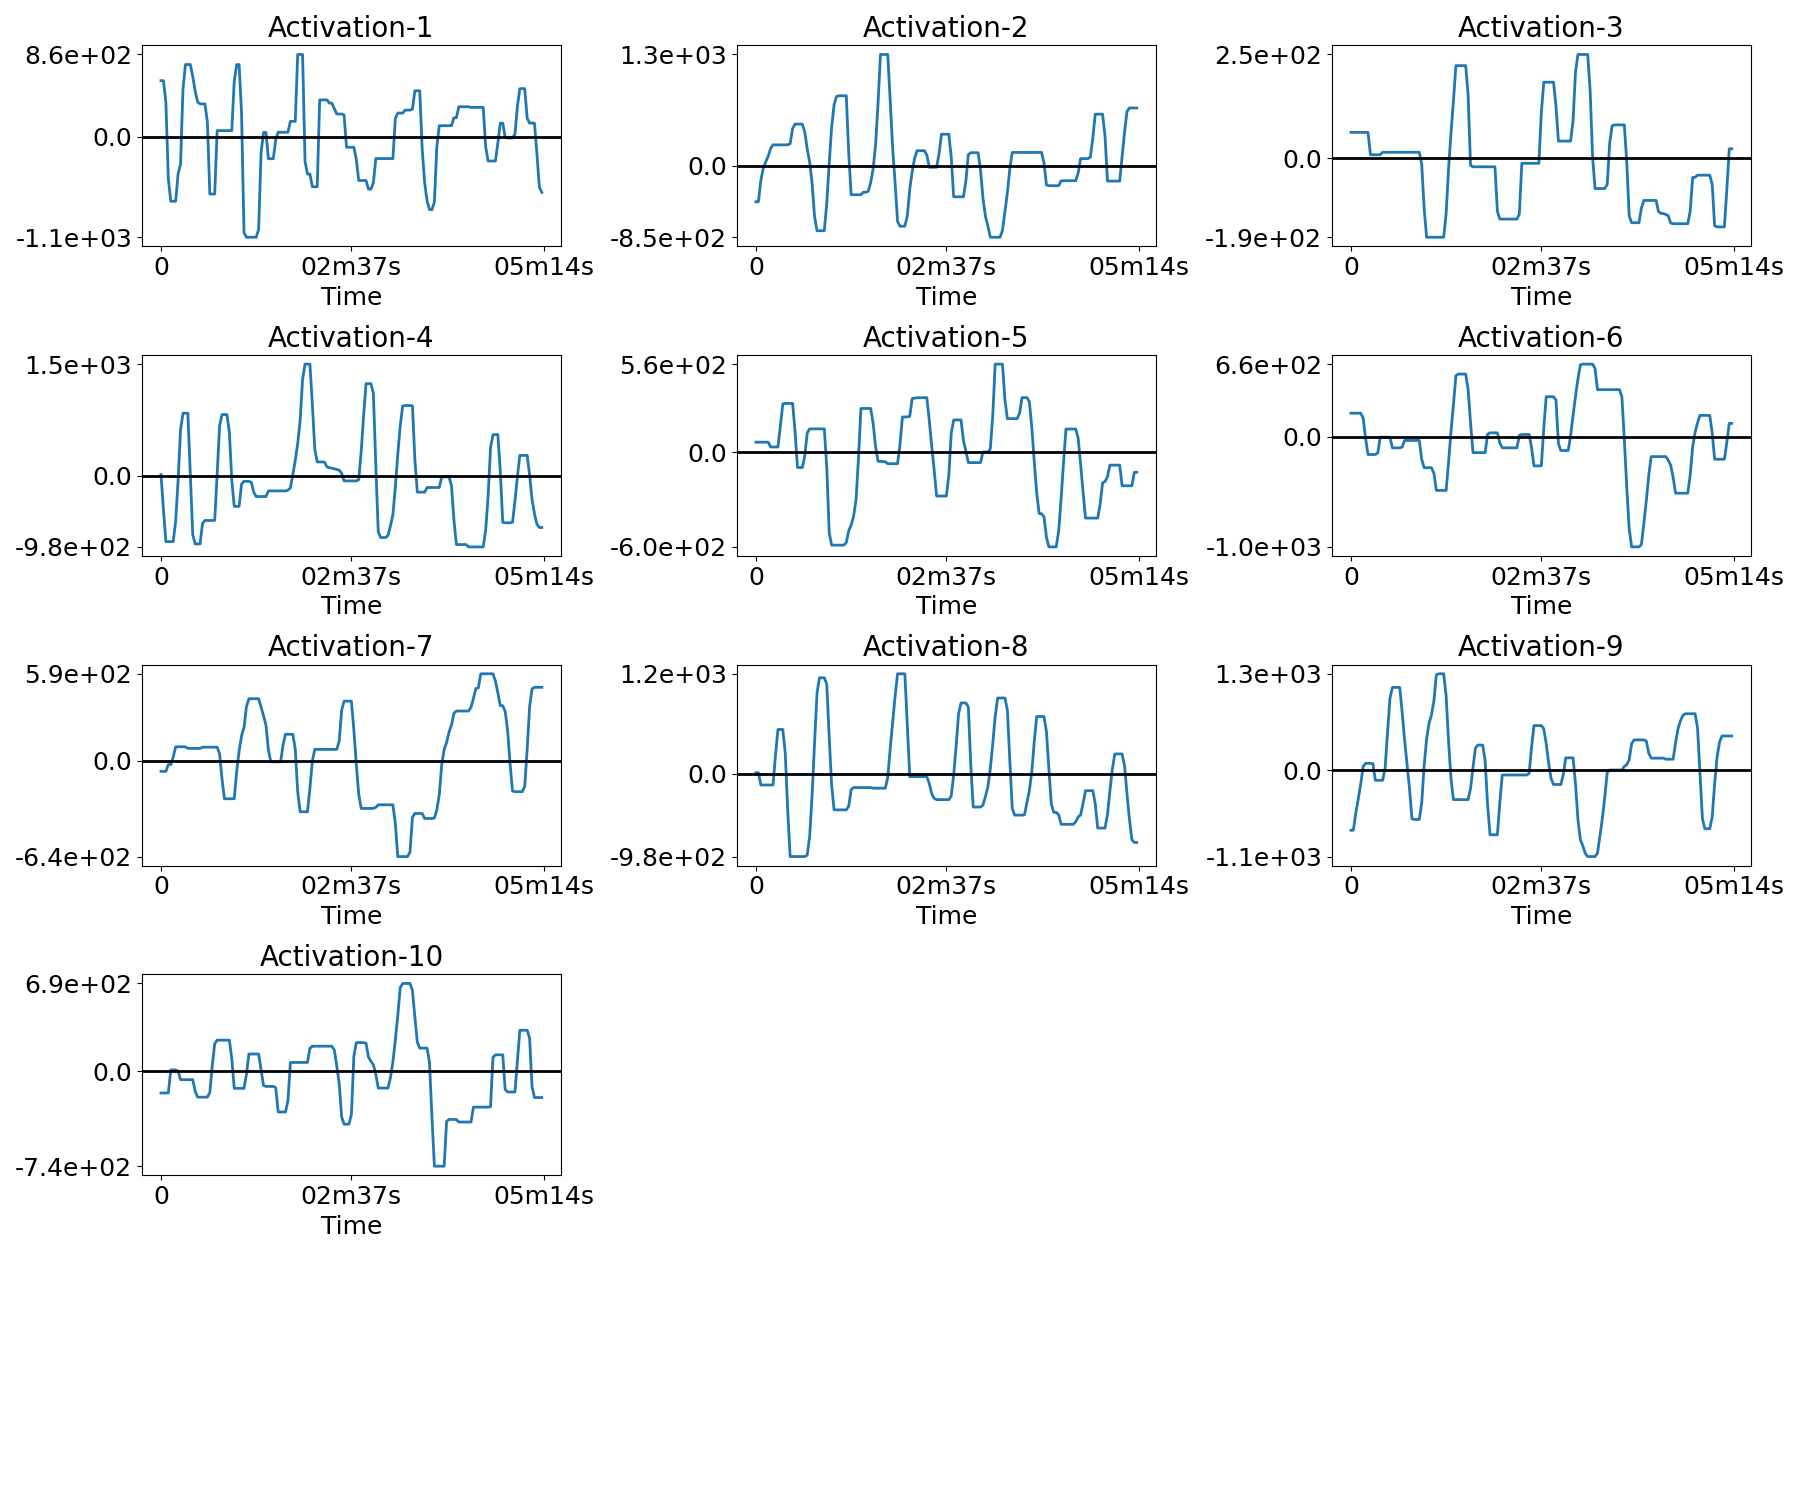 Activation-1
8.6e+02
0.0
-1.1e+03
0 02m37s 05m14s
Time
Activation-2
1.3e+03
0.0
-8.5e+02
0 02m37s 05m14s
Time
Activation-3
2.5e+02
0.0
-1.9e+02
0 02m37s 05m14s
Time
Activation-4
1.5e+03
0.0
-9.8e+02
0 02m37s 05m14s
Time
Activation-5
5.6e+02
0.0
-6.0e+02
0 02m37s 05m14s
Time
Activation-6
6.6e+02
0.0
-1.0e+03
0 02m37s 05m14s
Time
Activation-7
5.9e+02
0.0
-6.4e+02
0 02m37s 05m14s
Time
Activation-8
1.2e+03
0.0
-9.8e+02
0 02m37s 05m14s
Time
Activation-9
1.3e+03
0.0
-1.1e+03
0 02m37s 05m14s
Time
Activation-10
6.9e+02
0.0
-7.4e+02
0 02m37s 05m14s
Time